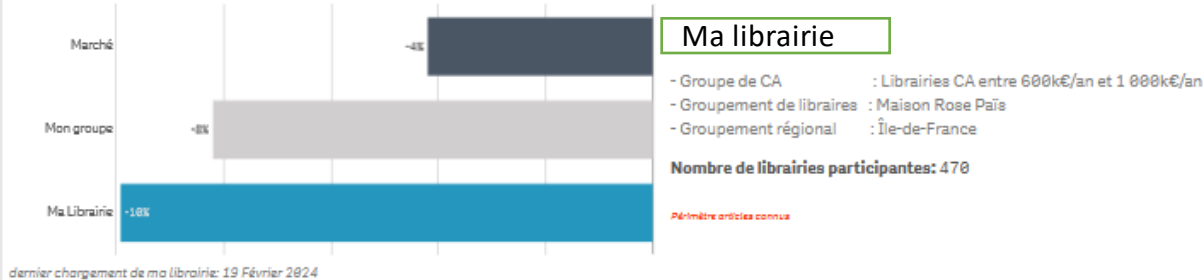 Marché
-4%
Mon groupe
-8%
Ma Librairie
-10%
dernier chargement de ma librairie: 19 Février 2024
Ma librairie
- Groupe de CA : Librairies CA entre 600k€/an et 1 000k€/an
- Groupement de libraires : Maison Rose Païs
- Groupement régional : Île-de-France
Nombre de librairies participantes: 470
Périmètre articles connus